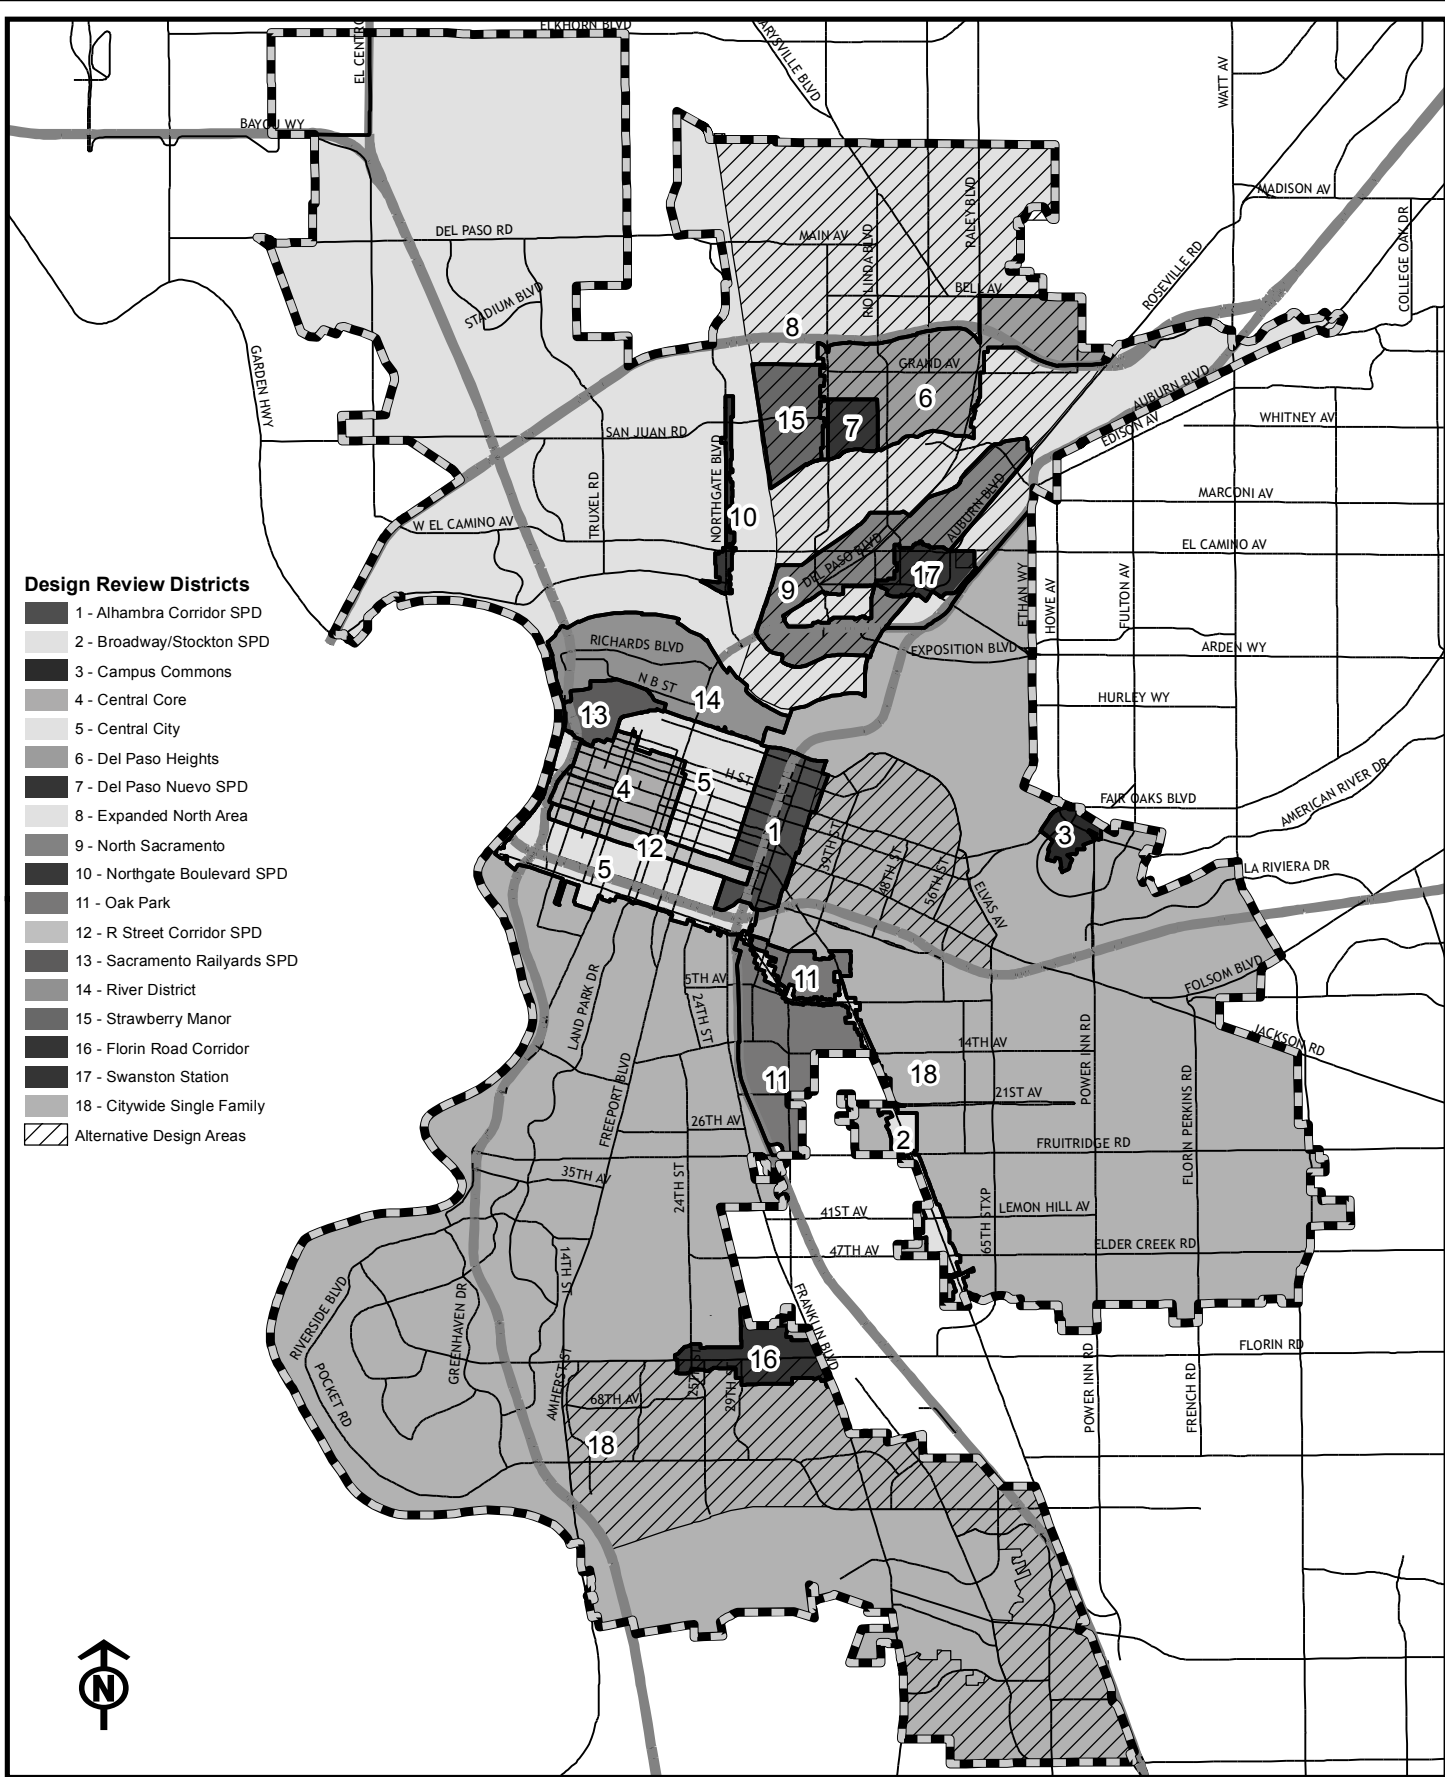 ELKHORN BLVD
EL CENTRO
BAYOU WY
MARYSVILLE BLVD
WATT AV
MADISON AV
COLLEGE OAK DR
DEL PASO RD
MAIN AV
RIO LINDA BLVD
RALEY BLVD
ROSEVILLE RD
STADIUM BLVD
BELL AV
8
GARDEN HWY
GRAND AV
6
AUBURN BLVD
EDISON AV
WHITNEY AV
15
7
SAN JUAN RD
TRUXEL RD
NORTHGATE BLVD
10
MARCONI AV
W EL CAMINO AV
AUBURN BLVD
DEL PASO BLVD
EL CAMINO AV
17
9
ETHAN WY
HOWE AV
FULTON AV
Design Review Districts
1 - Alhambra Corridor SPD
2 - Broadway/Stockton SPD
3 - Campus Commons
4 - Central Core
5 - Central City
6 - Del Paso Heights
7 - Del Paso Nuevo SPD
8 - Expanded North Area
9 - North Sacramento
10 - Northgate Boulevard SPD
11 - Oak Park
12 - R Street Corridor SPD
13 - Sacramento Railyards SPD
14 - River District
15 - Strawberry Manor
16 - Florin Road Corridor
17 - Swanston Station
18 - Citywide Single Family
Alternative Design Areas
RICHARDS BLVD
EXPOSITION BLVD
ARDEN WY
N B ST
14
HURLEY WY
13
H ST
5
4
FAIR OAKS BLVD
AMERICAN RIVER DR
1
3
12
39TH ST
48TH ST
56TH ST
ELVAS AV
5
LA RIVIERA DR
11
5TH AV
24TH ST
LAND PARK DR
FOLSOM BLVD
JACKSON RD
14TH AV
POWER INN RD
18
11
FREEPORT BLVD
21ST AV
FLORIN PERKINS RD
26TH AV
2
FRUITRIDGE RD
35TH AV
24TH ST
41ST AV
65TH ST XP
LEMON HILL AV
47TH AV
ELDER CREEK RD
14TH ST
RIVERSIDE BLVD
GREENHAVEN DR
FRANKLIN BLVD
FLORIN RD
16
POCKET RD
AMHERST ST
25TH ST
29TH
68TH AV
POWER INN RD
FRENCH RD
18
N